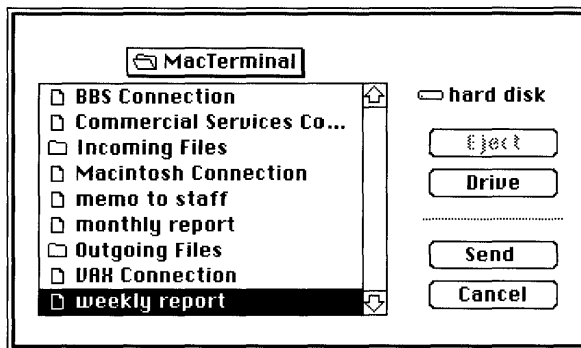 MacTerminal
BBS Connection
Commercial Services Co...
Incoming Files
Macintosh Connection
memo to staff
monthly report
Outgoing Files
VAX Connection
weekly report
hard disk
Eject
Drive
Send
Cancel